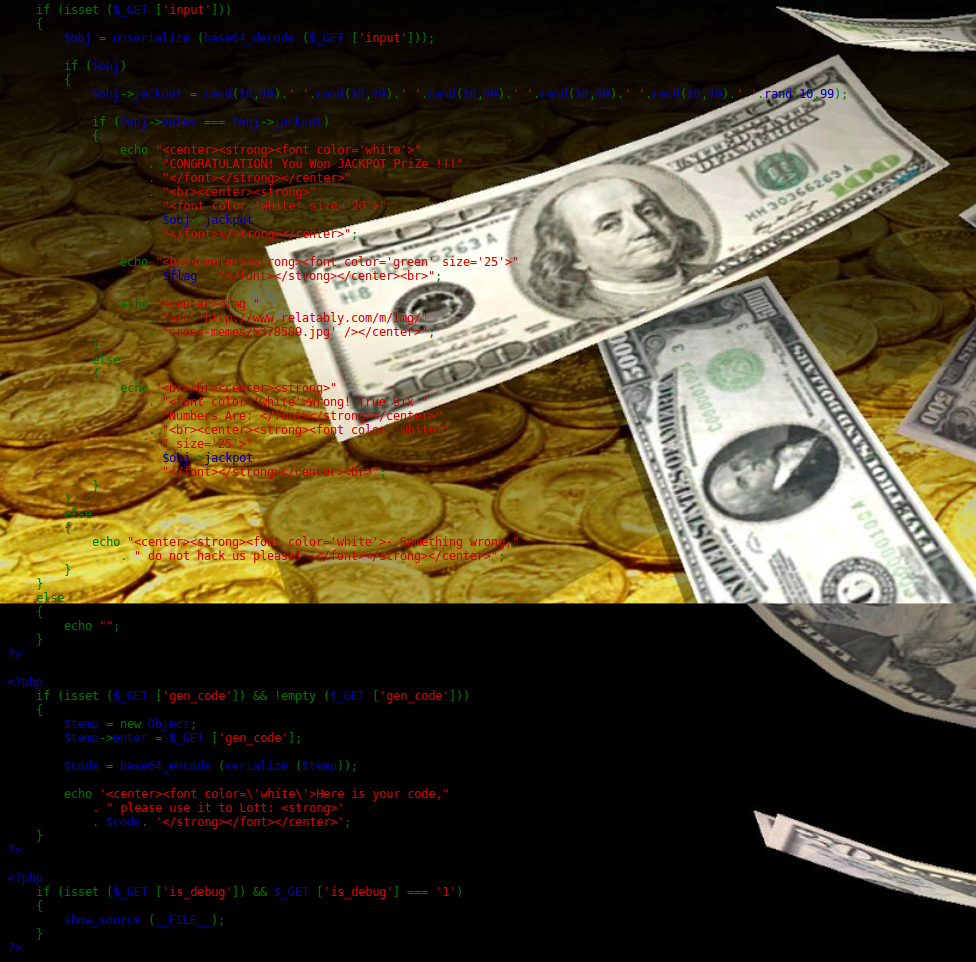 if (isset ($_GET ['input']))
{
$obj = unserialize (base64_decode ($_GET ['input']));
if ($obj)
{
$obj->jackpot = rand(10,99).' '.rand(10,99).' '.rand(10,99).' '.rand(10,99).' '.rand(10,99).' '.rand(10,99);
if ($obj->enter === $obj->jackpot)
{
echo "<center><strong><font color='white'>"
. "CONGRATULATION! You Won JACKPOT PriZe !!!"
. "</font></strong></center>"
. "<br><center><strong>"
. "<font color='white' size='20'>"
. $obj->jackpot
. "</font></strong></center>";
echo "<br><center><strong><font color='green' size='25'>"
. $flag . "</font></strong></center><br>";
echo "<center><img "
. "src='http://www.relatably.com/m/img/"
. "cross-memes/5378589.jpg' /></center>";
}
else
{
echo "<br><br><center><strong>"
. "<font color='white'>Wrong! True Six "
. "Numbers Are: </font></strong></center>"
. "<br><center><strong><font color='white'"
. " size='25'>"
. $obj->jackpot
. "</font></strong></center><br>";
}
}
else
{
echo "<center><strong><font color='white'>- Something wrong,"
. " do not hack us please! </font></strong></center>";
}
}
else
{
echo "";
}
?>
<?php
if (isset ($_GET ['gen_code']) && !empty ($_GET ['gen_code']))
{
$temp = new Object;
$temp->enter = $_GET ['gen_code'];
$code = base64_encode (serialize ($temp));
echo '<center><font color=\'white\'>Here is your code,"
. " please use it to Lott: <strong>'
. $code. '</strong></font></center>';
}
?>
<?php
if (isset ($_GET ['is_debug']) && $_GET ['is_debug'] === '1')
{
show_source (__FILE__);
}
?>